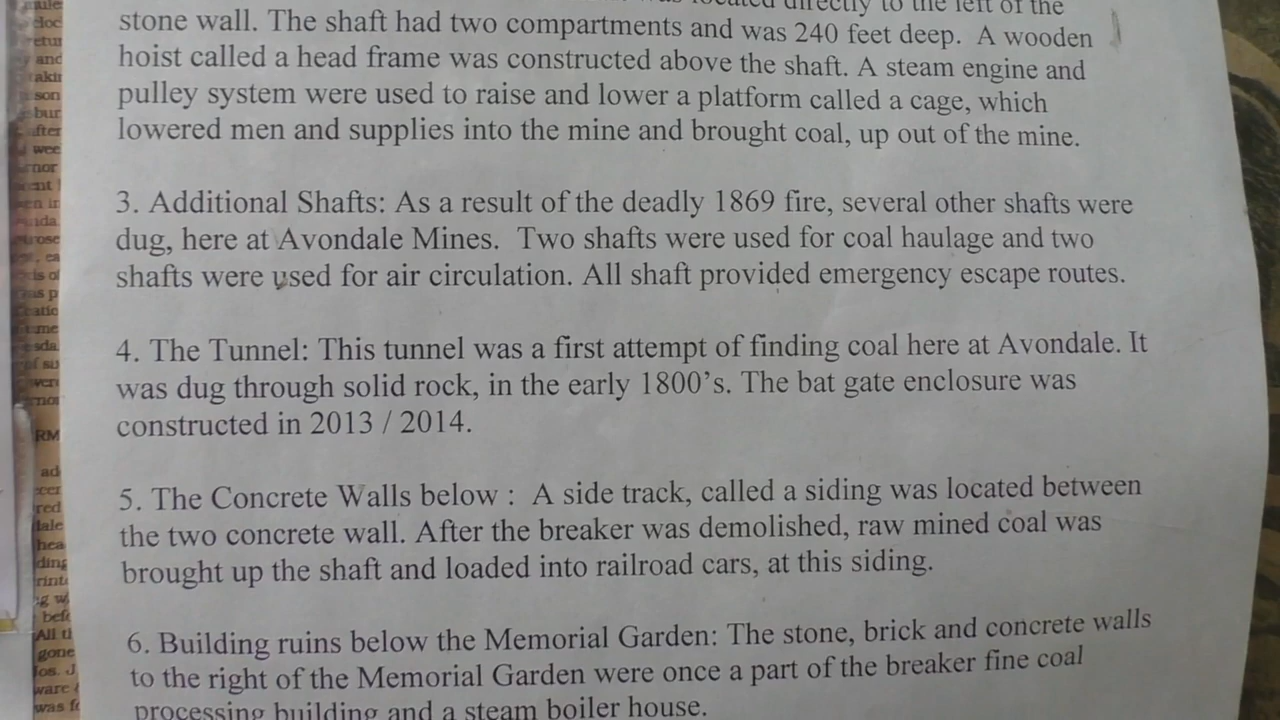 located directly to the left of the
stone wall. The shaft had two compartments and was 240 feet deep.  A wooden
hoist called a head frame was constructed above the shaft. A steam engine and
pulley system were used to raise and lower a platform called a cage, which
lowered men and supplies into the mine and brought coal, up out of the mine.
3. Additional Shafts: As a result of the deadly 1869 fire, several other shafts were
dug, here at Avondale Mines.  Two shafts were used for coal haulage and two
shafts were used for air circulation. All shaft provided emergency escape routes.
4. The Tunnel: This tunnel was a first attempt of finding coal here at Avondale. It
was dug through solid rock, in the early 1800's. The bat gate enclosure was
constructed in 2013 / 2014.
5. The Concrete Walls below :  A side track, called a siding was located between
the two concrete wall. After the breaker was demolished, raw mined coal was
brought up the shaft and loaded into railroad cars, at this siding.
6. Building ruins below the Memorial Garden: The stone, brick and concrete walls
to the right of the Memorial Garden were once a part of the breaker fine coal
processing building and a steam boiler house.